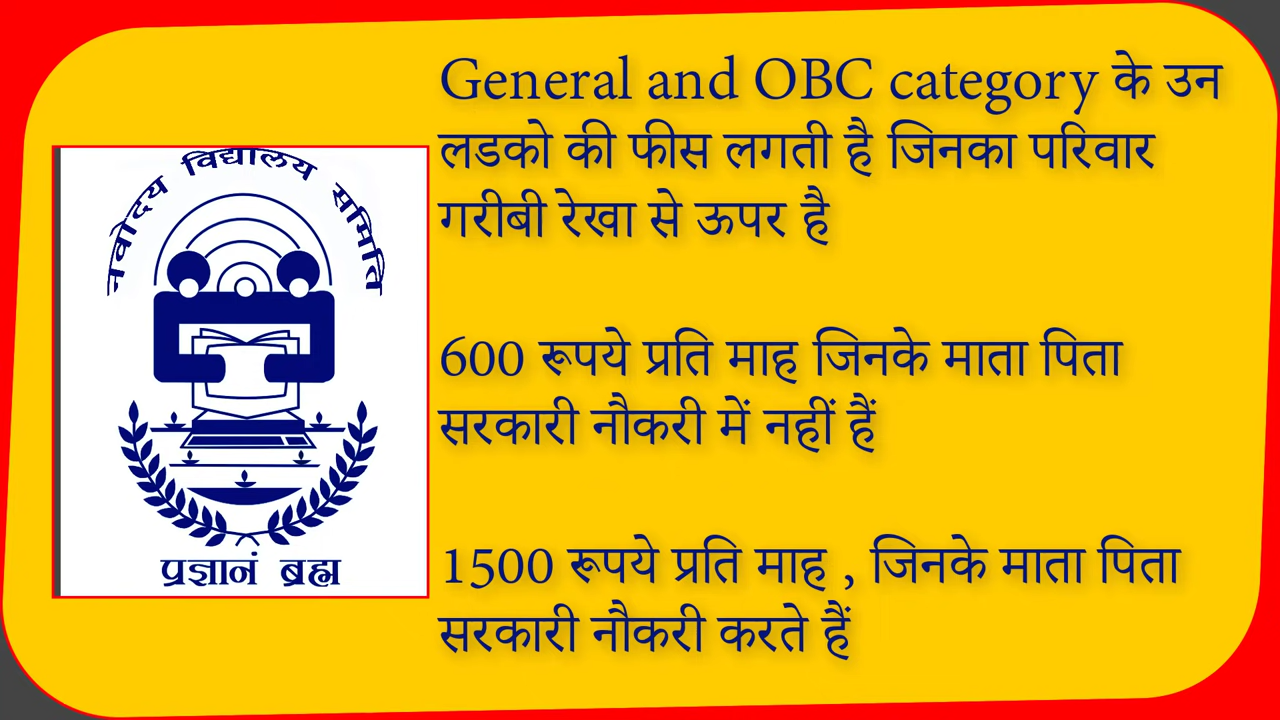 नवोदय विद्यालय समिति
प्रज्ञानं ब्रह्म
General and OBC category के उन
लडको की फीस लगती है जिनका परिवार
गरीबी रेखा से ऊपर है
600 रूपये प्रति माह जिनके माता पिता
सरकारी नौकरी में नहीं हैं
1500 रूपये प्रति माह , जिनके माता पिता
सरकारी नौकरी करते हैं